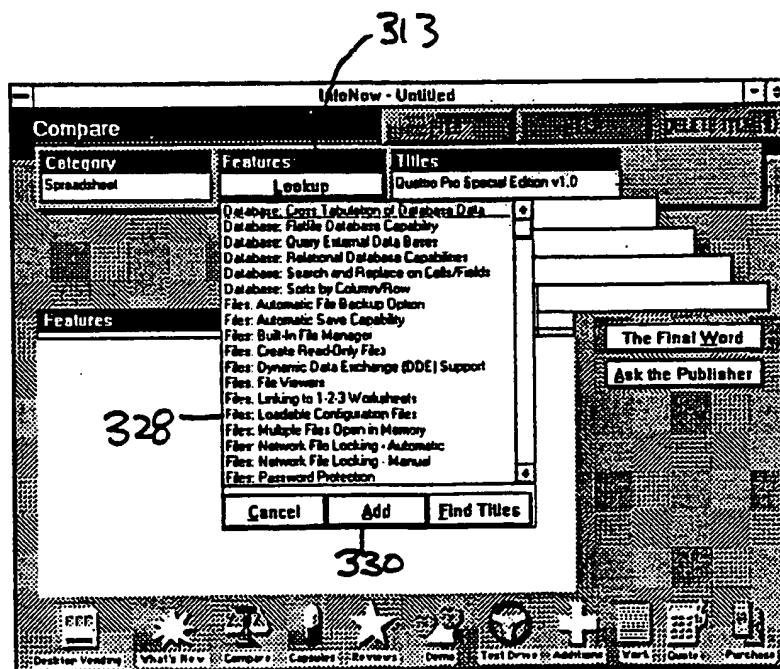 313
InfoNow - Untitled
Compare
Category
Features
Titles
Spreadsheet
Lookup
Quattro Pro Special Edition v1.0
Database: Cross Tabulation of Database Data
Database: Flatfile Database Capability
Database: Query External Data Bases
Database: Relational Database Capabilities
Database: Search and Replace on Cells/Fields
Database: Sorts by Column/Row
Files: Automatic File Backup Option
Files: Automatic Save Capability
Files: Built-In File Manager
Files: Create Read-Only Files
Files: Dynamic Data Exchange (DDE) Support
Files: File Viewers
Files: Linking to 1-2-3 Worksheets
Files: Loadable Configuration Files
Files: Multiple Files Open in Memory
Files: Network File Locking - Automatic
Files: Network File Locking - Manual
Files: Password Protection
Features
The Final Word
Ask the Publisher
328
Cancel
Add
Find Titles
330
Desktop Vending
What's New
Compare
Capsules
Reviews
Demo
Test Drive
Additions
Quote
Purchase